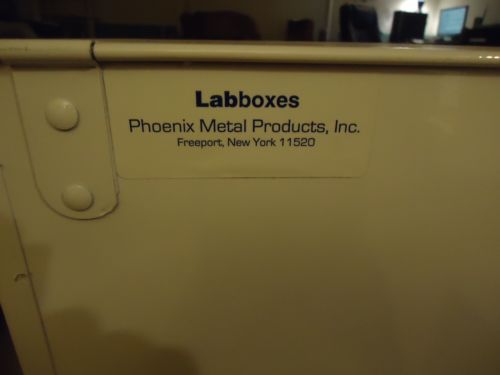 Labboxes
Phoenix Metal Products, Inc.
Freeport, New York 11520